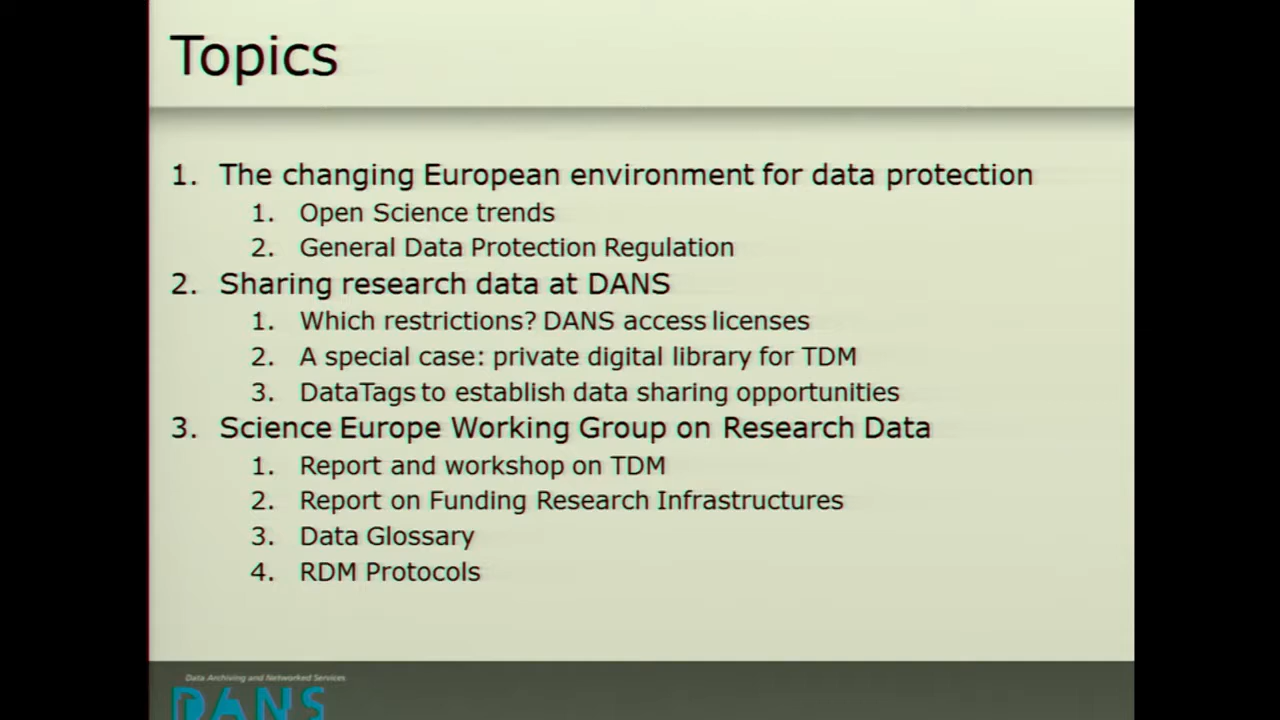 Topics
1. The changing European environment for data protection
1. Open Science trends
2. General Data Protection Regulation
2. Sharing research data at DANS
1. Which restrictions? DANS access licenses
2. A special case: private digital library for TDM
3. DataTags to establish data sharing opportunities
3. Science Europe Working Group on Research Data
1. Report and workshop on TDM
2. Report on Funding Research Infrastructures
3. Data Glossary
4. RDM Protocols
Data Archiving and Networked Services
DANS